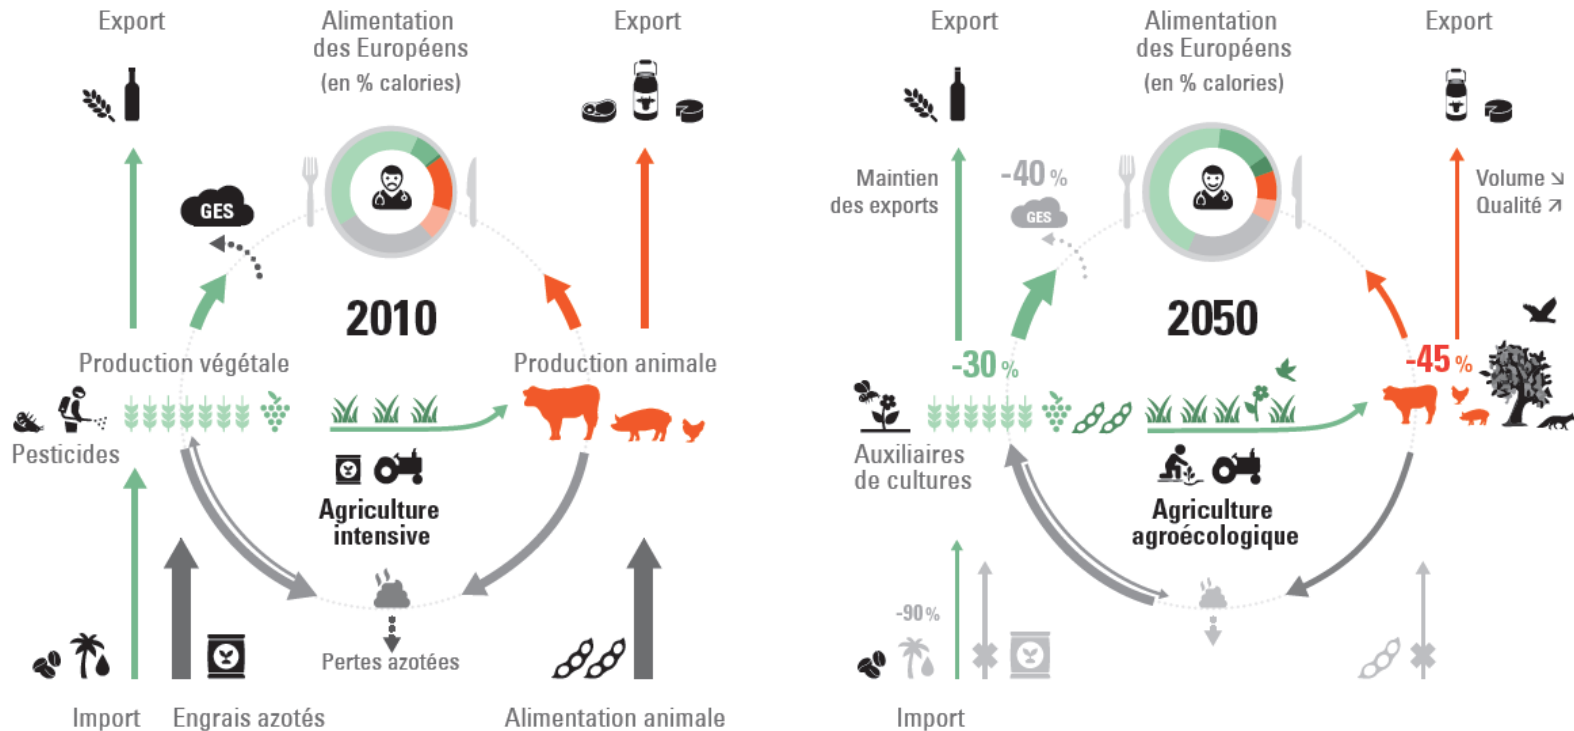 Export
Alimentation
des Européens
(en % calories)
Export
GES
2010
Production végétale
Production animale
Pesticides
Agriculture
intensive
Pertes azotées
Import
Engrais azotés
Alimentation animale
Export
Alimentation
des Européens
(en % calories)
Export
Maintien
des exports
-40 %
GES
Volume ↘
Qualité ↗
2050
-30 %
-45 %
Auxiliaires
de cultures
Agriculture
agroécologique
-90 %
Import